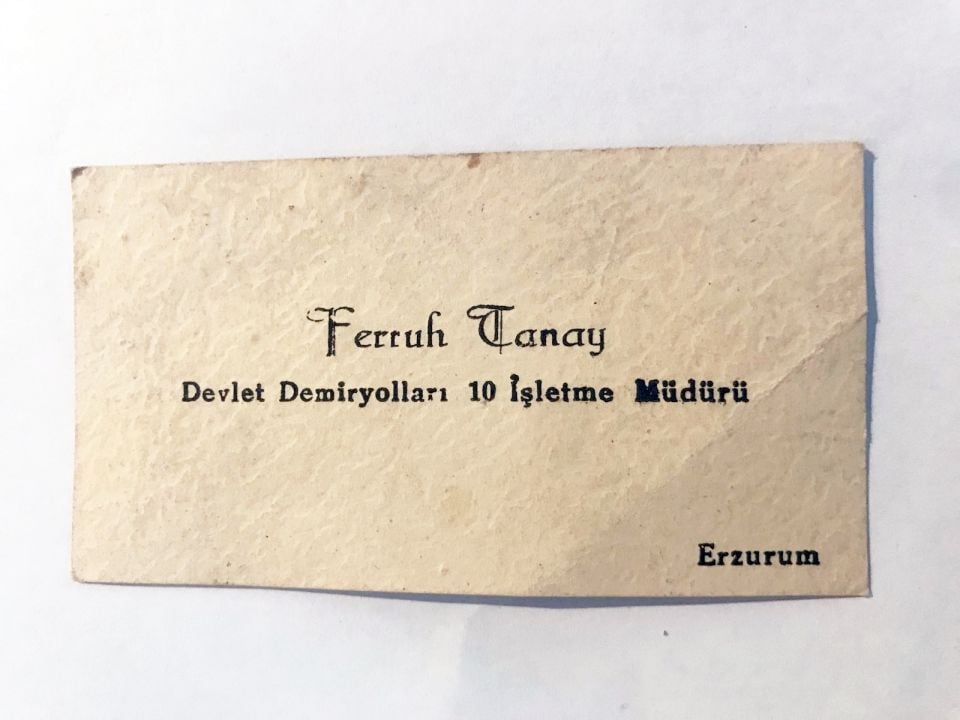 Ferruh Tanay
Devlet Demiryolları 10 İşletme Müdürü
Erzurum